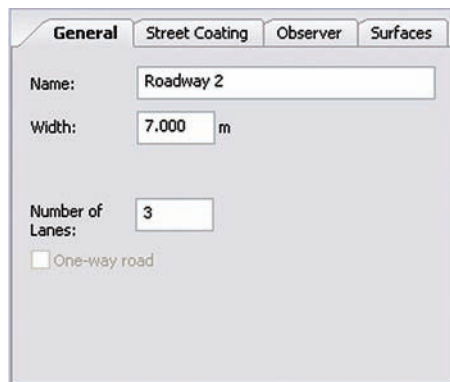 General Street Coating Observer Surfaces
Name: Roadway 2
Width: 7.000 m
Number of
Lanes: 3
One-way road